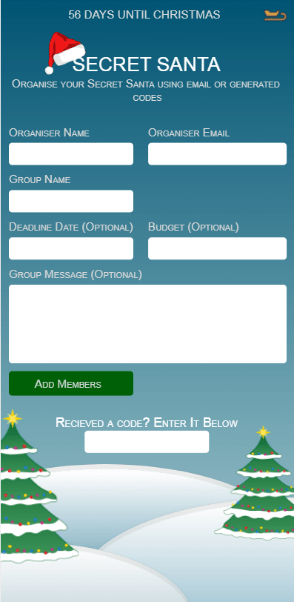 56 DAYS UNTIL CHRISTMAS
SECRET SANTA
ORGANISE YOUR SECRET SANTA USING EMAIL OR GENERATED
CODES
ORGANISER NAME ORGANISER EMAIL
GROUP NAME
DEADLINE DATE (OPTIONAL) BUDGET (OPTIONAL)
GROUP MESSAGE (OPTIONAL)
ADD MEMBERS
RECIEVED A CODE? ENTER IT BELOW